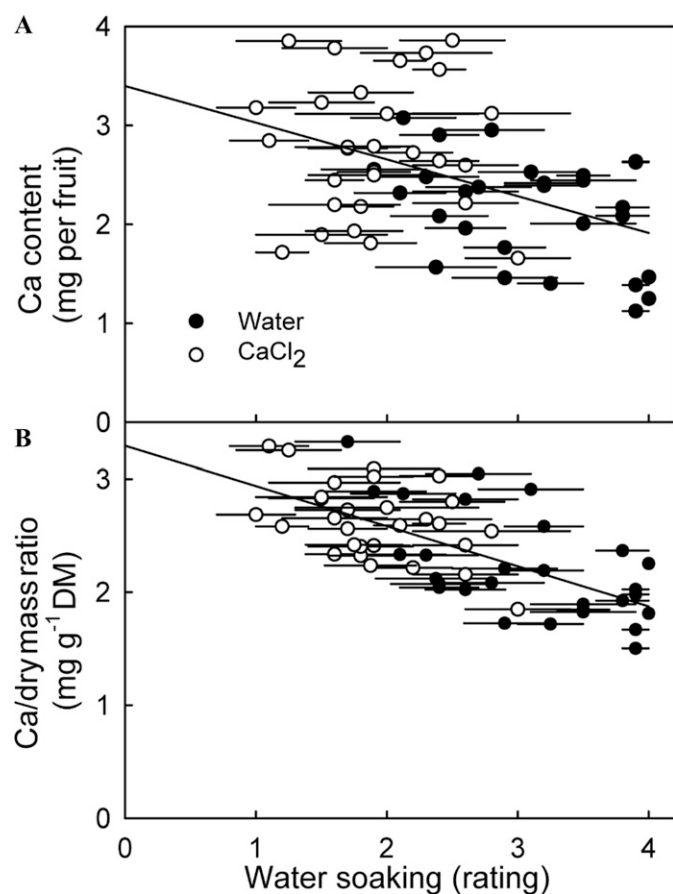 A
4
3
2
1
0
Ca content
(mg per fruit)
Water
CaCl2
B
3
2
1
0
Ca/dry mass ratio
(mg g-1 DM)
0 1 2 3 4
Water soaking (rating)